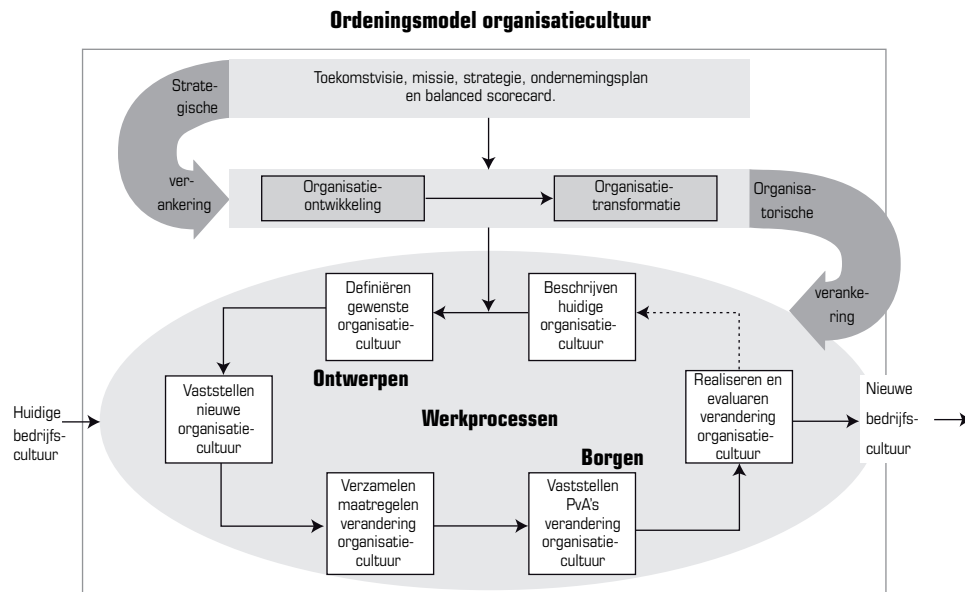 Ordeningsmodel organisatiecultuur
Toekomstvisie, missie, strategie, ondernemingsplan
en balanced scorecard.
Strate-
gische
ver-
ankering
Organisatie-
ontwikkeling
Organisatie-
transformatie
Organisa-
torische
veranke-
ring
Definiëren
gewenste
organisatie-
cultuur
Beschrijven
huidige
organisatie-
cultuur
Ontwerpen
Vaststellen
nieuwe
organisatie-
cultuur
Werkprocessen
Realiseren en
evaluaren
verandering
organisatie-
cultuur
Huidige
bedrijfs-
cultuur
Nieuwe
bedrijfs-
cultuur
Borgen
Verzamelen
maatregelen
verandering
organisatie-
cultuur
Vaststellen
PvA's
verandering
organisatie-
cultuur